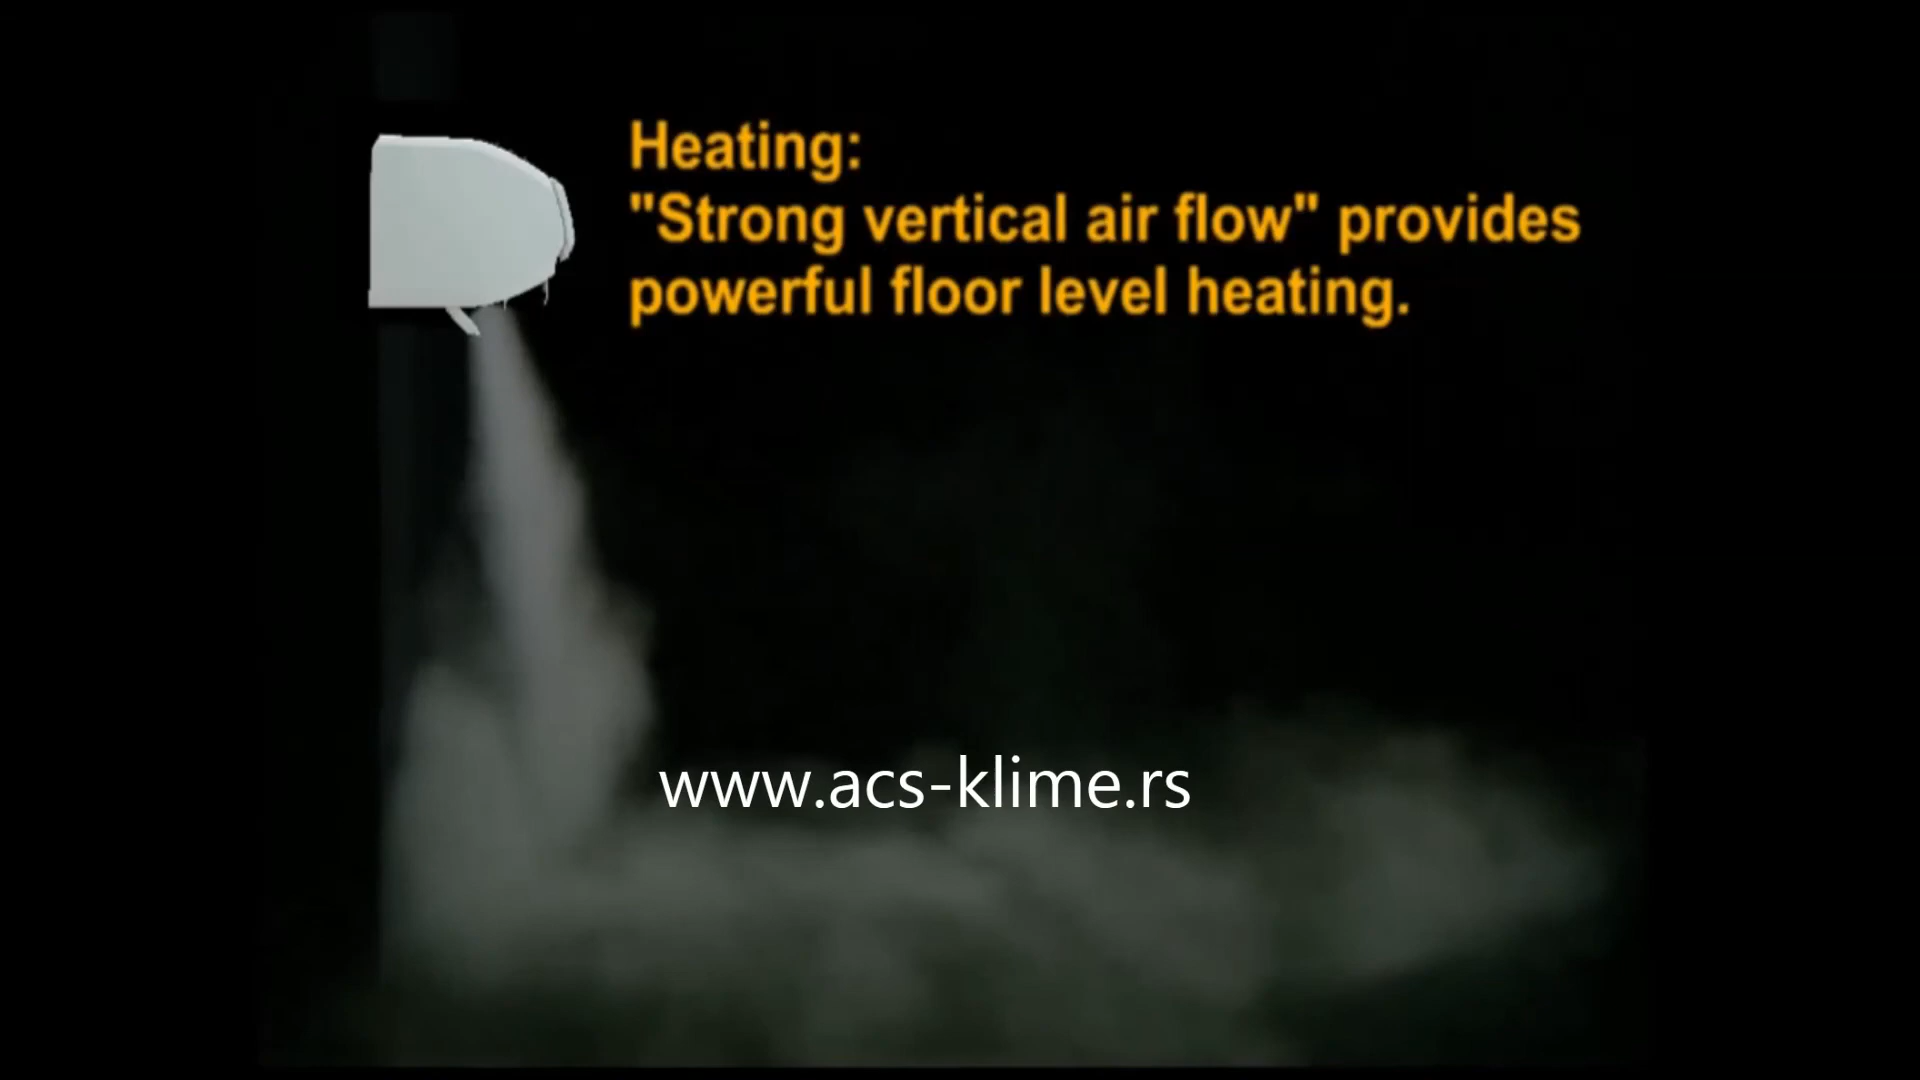 Heating:
"Strong vertical air flow" provides
powerful floor level heating.
www.acs-klime.rs